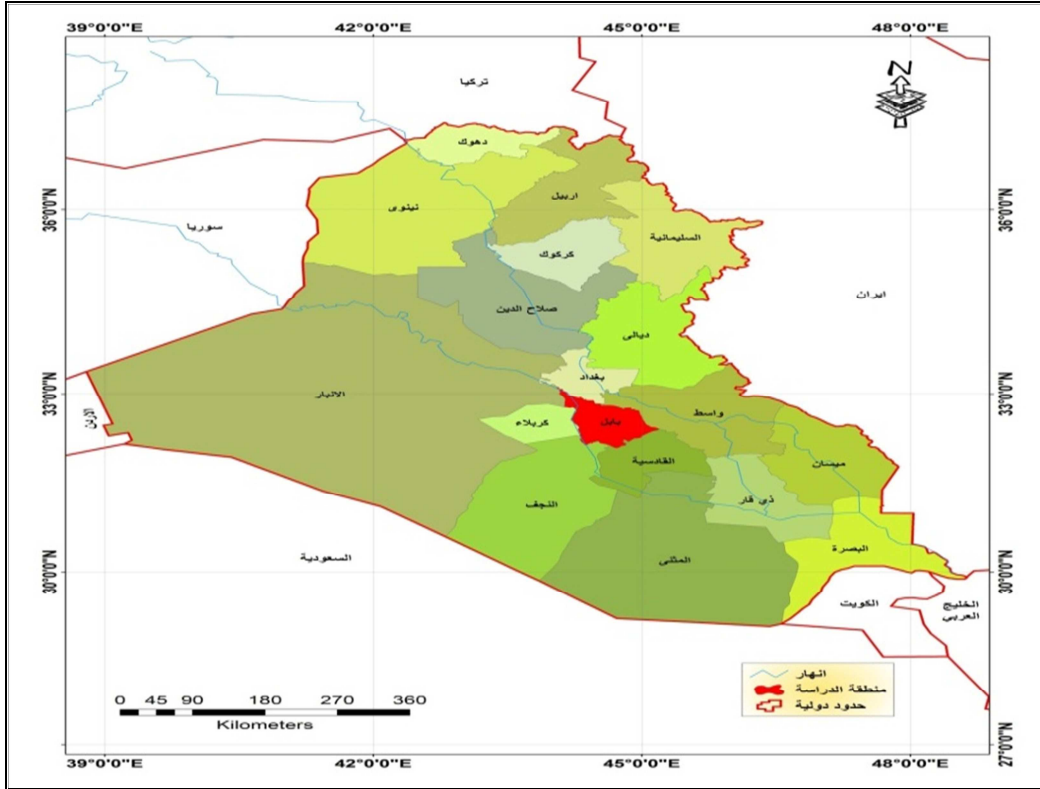 39°0'0"E 42°0'0"E 45°0'0"E 48°0'0"E
N
تركيا
دهوك
36°0'0"N 36°0'0"N
اربيل
نينوى
سوريا
السليمانية
كركوك
ايران
صلاح الدين
ديالى
بغداد
33°0'0"N 33°0'0"N
الانبار
واسط
الاردن
كربلاء
بابل
القادسية
ميسان
ذي قار
النجف
البصرة
السعودية
المثنى
30°0'0"N 30°0'0"N
الكويت
الخليج
العربي
انهار
منطقة الدراسة
حدود دولية
0 45 90 180 270 360
Kilometers
27°0'0"N
39°0'0"E 42°0'0"E 45°0'0"E 48°0'0"E